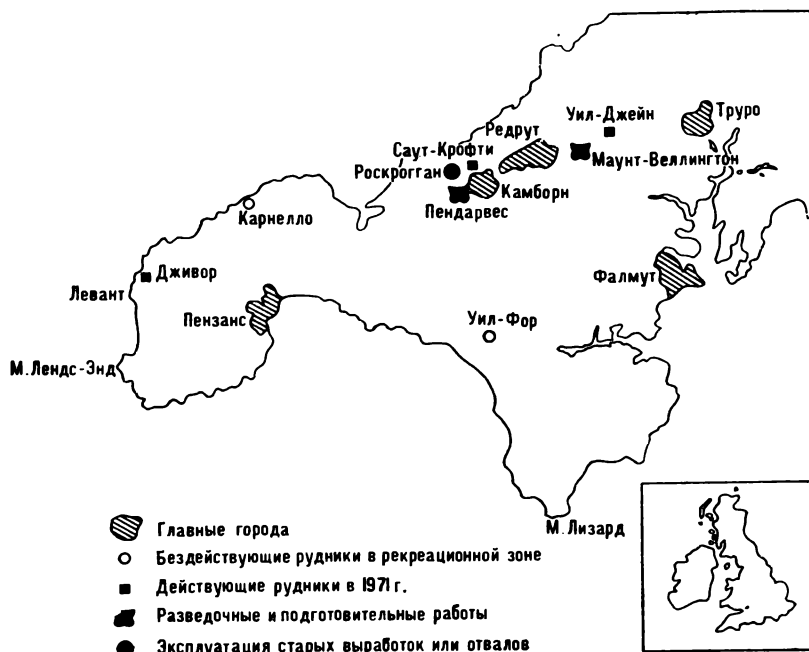 Труро
Уил-Джейн
Редрут
Маунт-Веллингтон
Саут-Крофти
Роскрогган
Камборн
Пендарвес
Карнелло
Дживор
Левант
Фалмут
Пензанс
Уил-Фор
М.Лендс-Энд
М.Лизард
Главные города
Бездействующие рудники в рекреационной зоне
Действующие рудники в 1971 г.
Разведочные и подготовительные работы
Эксплуатация старых выработок или отвалов